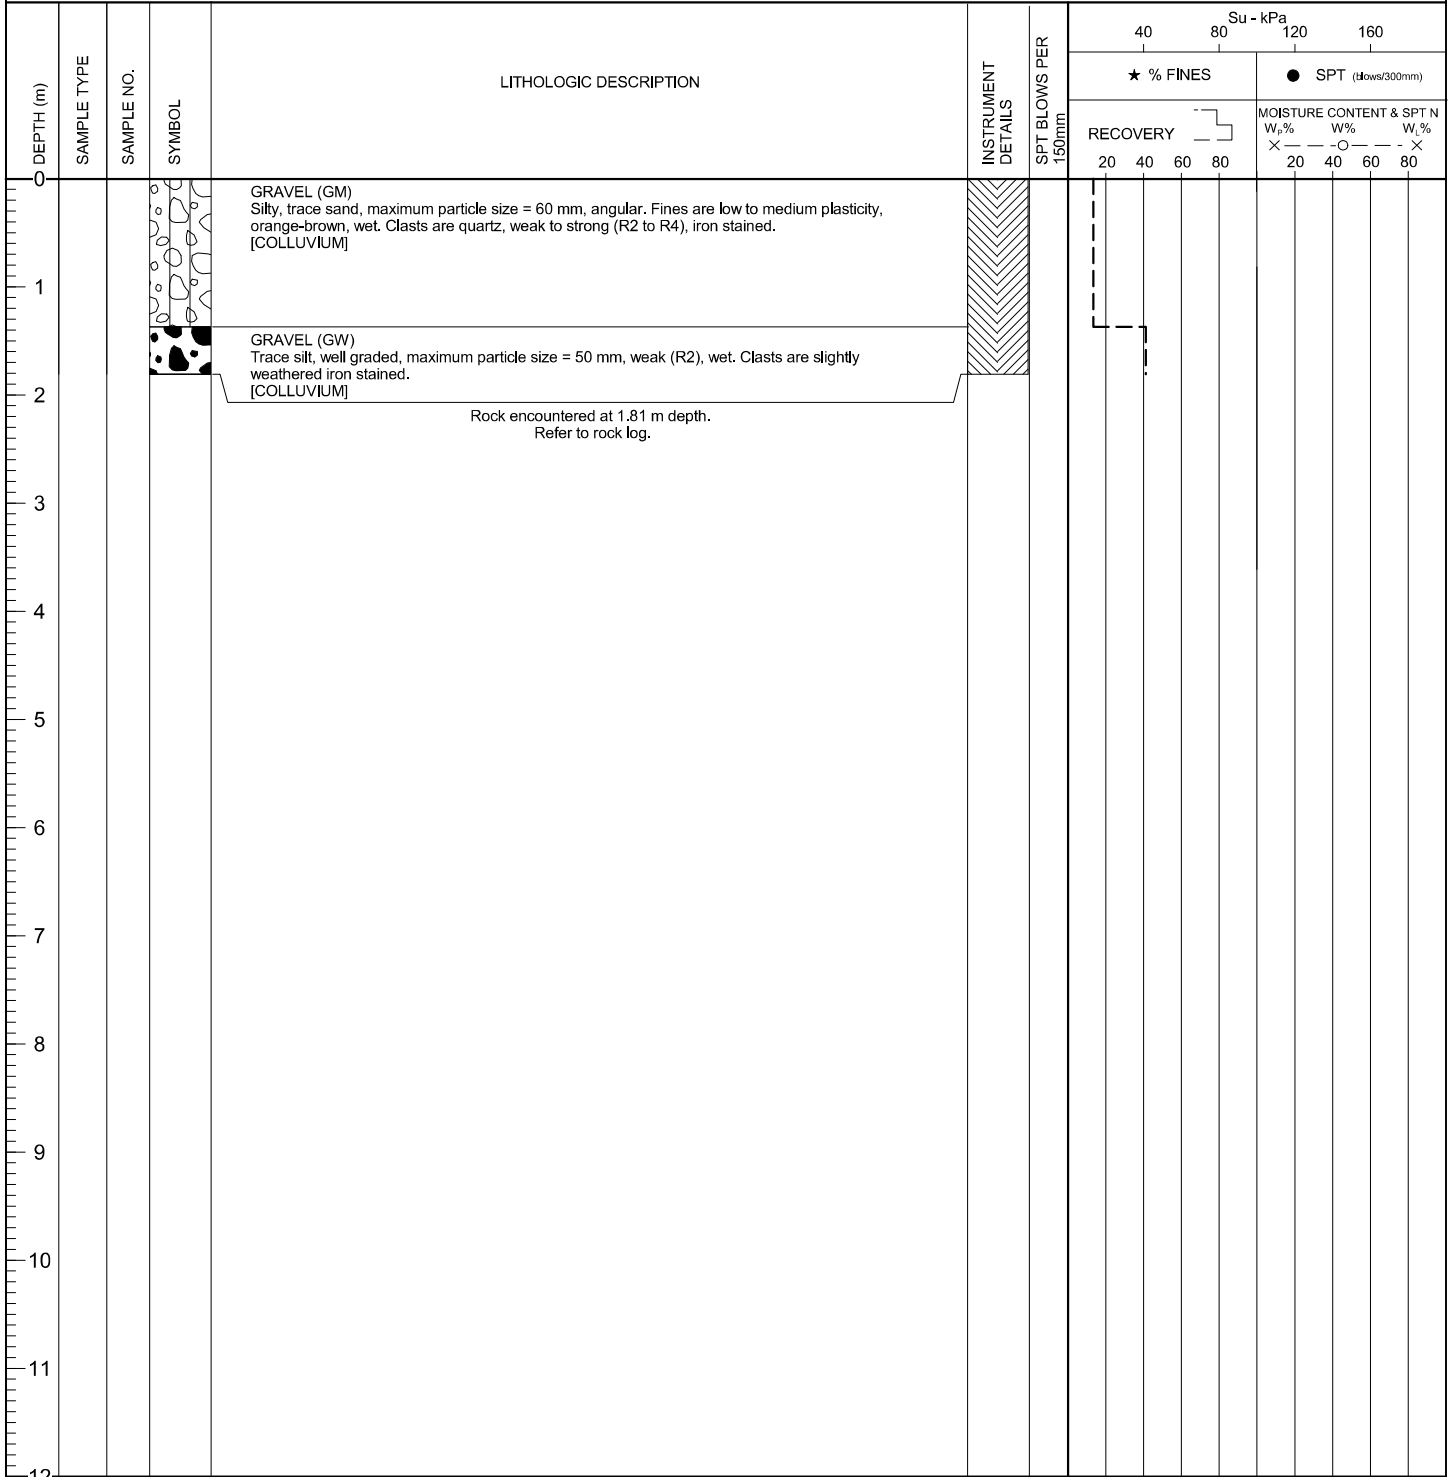 DEPTH (m)
SAMPLE TYPE
SAMPLE NO.
SYMBOL
LITHOLOGIC DESCRIPTION
INSTRUMENT
DETAILS
SPT BLOWS PER
150mm
Su - kPa
40 80 120 160
★ % FINES
● SPT (blows/300mm)
RECOVERY
MOISTURE CONTENT & SPT N
W_P% W% W_L%
20 40 60 80 20 40 60 80
0
GRAVEL (GM)
Silty, trace sand, maximum particle size = 60 mm, angular. Fines are low to medium plasticity,
orange-brown, wet. Clasts are quartz, weak to strong (R2 to R4), iron stained.
[COLLUVIUM]
1
GRAVEL (GW)
Trace silt, well graded, maximum particle size = 50 mm, weak (R2), wet. Clasts are slightly
weathered iron stained.
[COLLUVIUM]
2
Rock encountered at 1.81 m depth.
Refer to rock log.
3
4
5
6
7
8
9
10
11
12